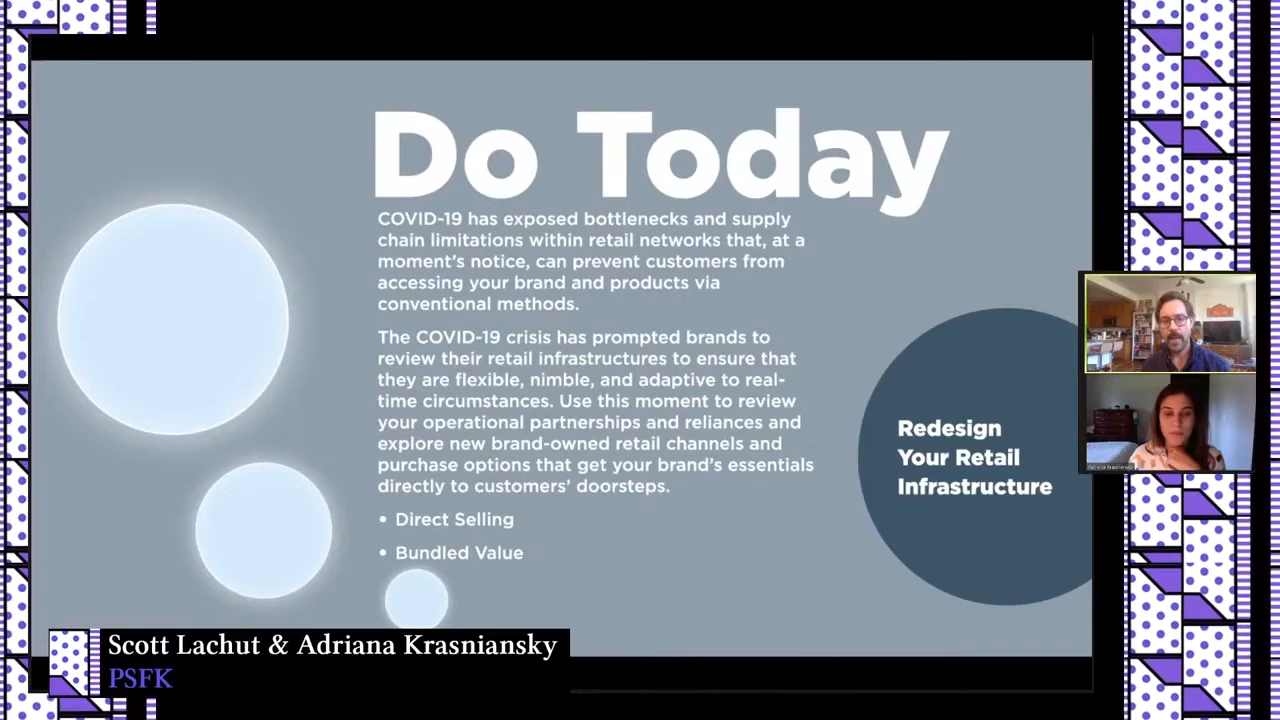 Do Today
COVID-19 has exposed bottlenecks and supply
chain limitations within retail networks that, at a
moment's notice, can prevent customers from
accessing your brand and products via
conventional methods.
The COVID-19 crisis has prompted brands to
review their retail infrastructures to ensure that
they are flexible, nimble, and adaptive to real-
time circumstances. Use this moment to review
your operational partnerships and reliances and
explore new brand-owned retail channels and
purchase options that get your brand's essentials
directly to customers' doorsteps.
• Direct Selling
• Bundled Value
Redesign
Your Retail
Infrastructure
Scott Lachut & Adriana Krasniansky
PSFK